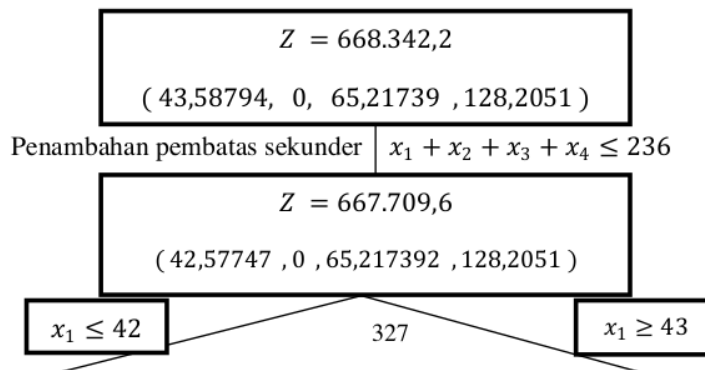 Z = 668.342,2
( 43,58794, 0, 65,21739 ,128,2051 )
Penambahan pembatas sekunder x₁ + x₂ + x₃ + x₄ ≤ 236
Z = 667.709,6
( 42,57747 ,0 ,65,217392 ,128,2051 )
x₁ ≤ 42 327 x₁ ≥ 43